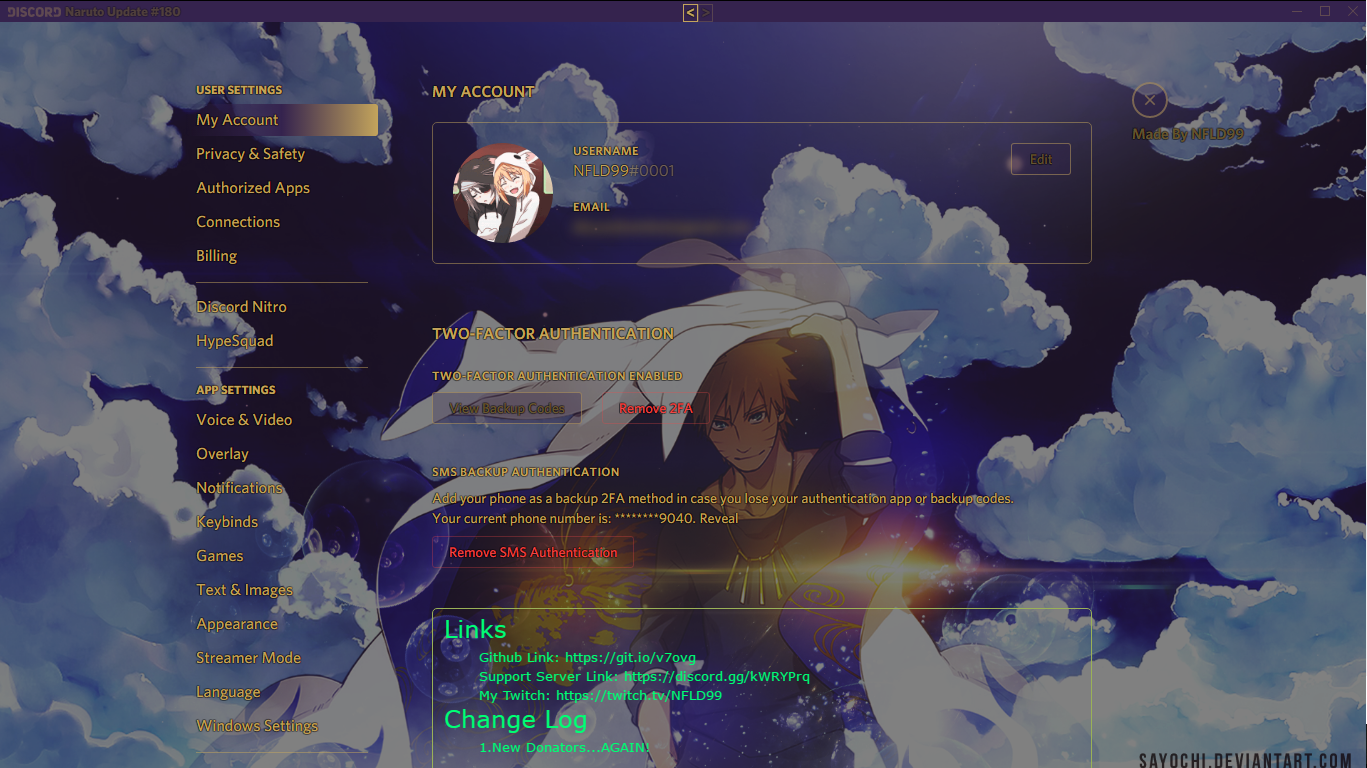 DISCORD Naruto Update #180
< >
USER SETTINGS
My Account
Privacy & Safety
Authorized Apps
Connections
Billing
Discord Nitro
HypeSquad
APP SETTINGS
Voice & Video
Overlay
Notifications
Keybinds
Games
Text & Images
Appearance
Streamer Mode
Language
Windows Settings
MY ACCOUNT
USERNAME
NFLD99#0001
Edit
EMAIL
Made By NFLD99
TWO-FACTOR AUTHENTICATION
TWO-FACTOR AUTHENTICATION ENABLED
View Backup Codes
Remove 2FA
SMS BACKUP AUTHENTICATION
Add your phone as a backup 2FA method in case you lose your authentication app or backup codes.
Your current phone number is: ********9040. Reveal
Remove SMS Authentication
Links
Github Link: https://git.io/v7ovg
Support Server Link: https://discord.gg/kWRYPrq
My Twitch: https://twitch.tv/NFLD99
Change Log
1.New Donators...AGAIN!
SAYOCHI.DEVIANTART.COM